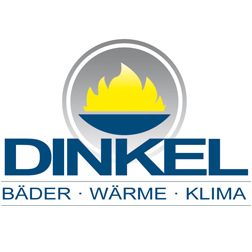 DINKEL
BÄDER · WÄRME · KLIMA